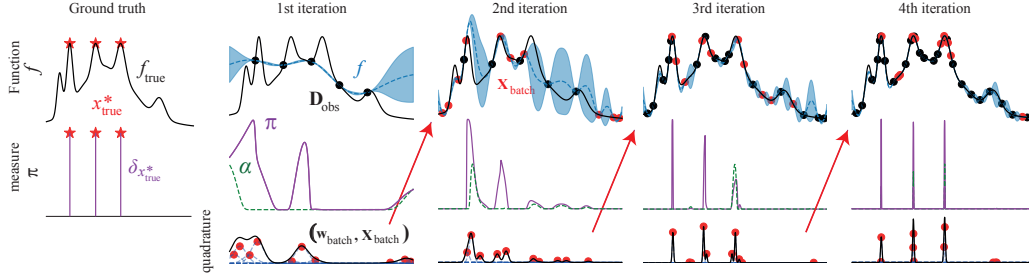 Ground truth
1st iteration
2nd iteration
3rd iteration
4th iteration
Function
f
f_true
x*_true
f
D_obs
X_batch
measure
π
δ_x*_true
π
α
quadrature
(w_batch, X_batch)